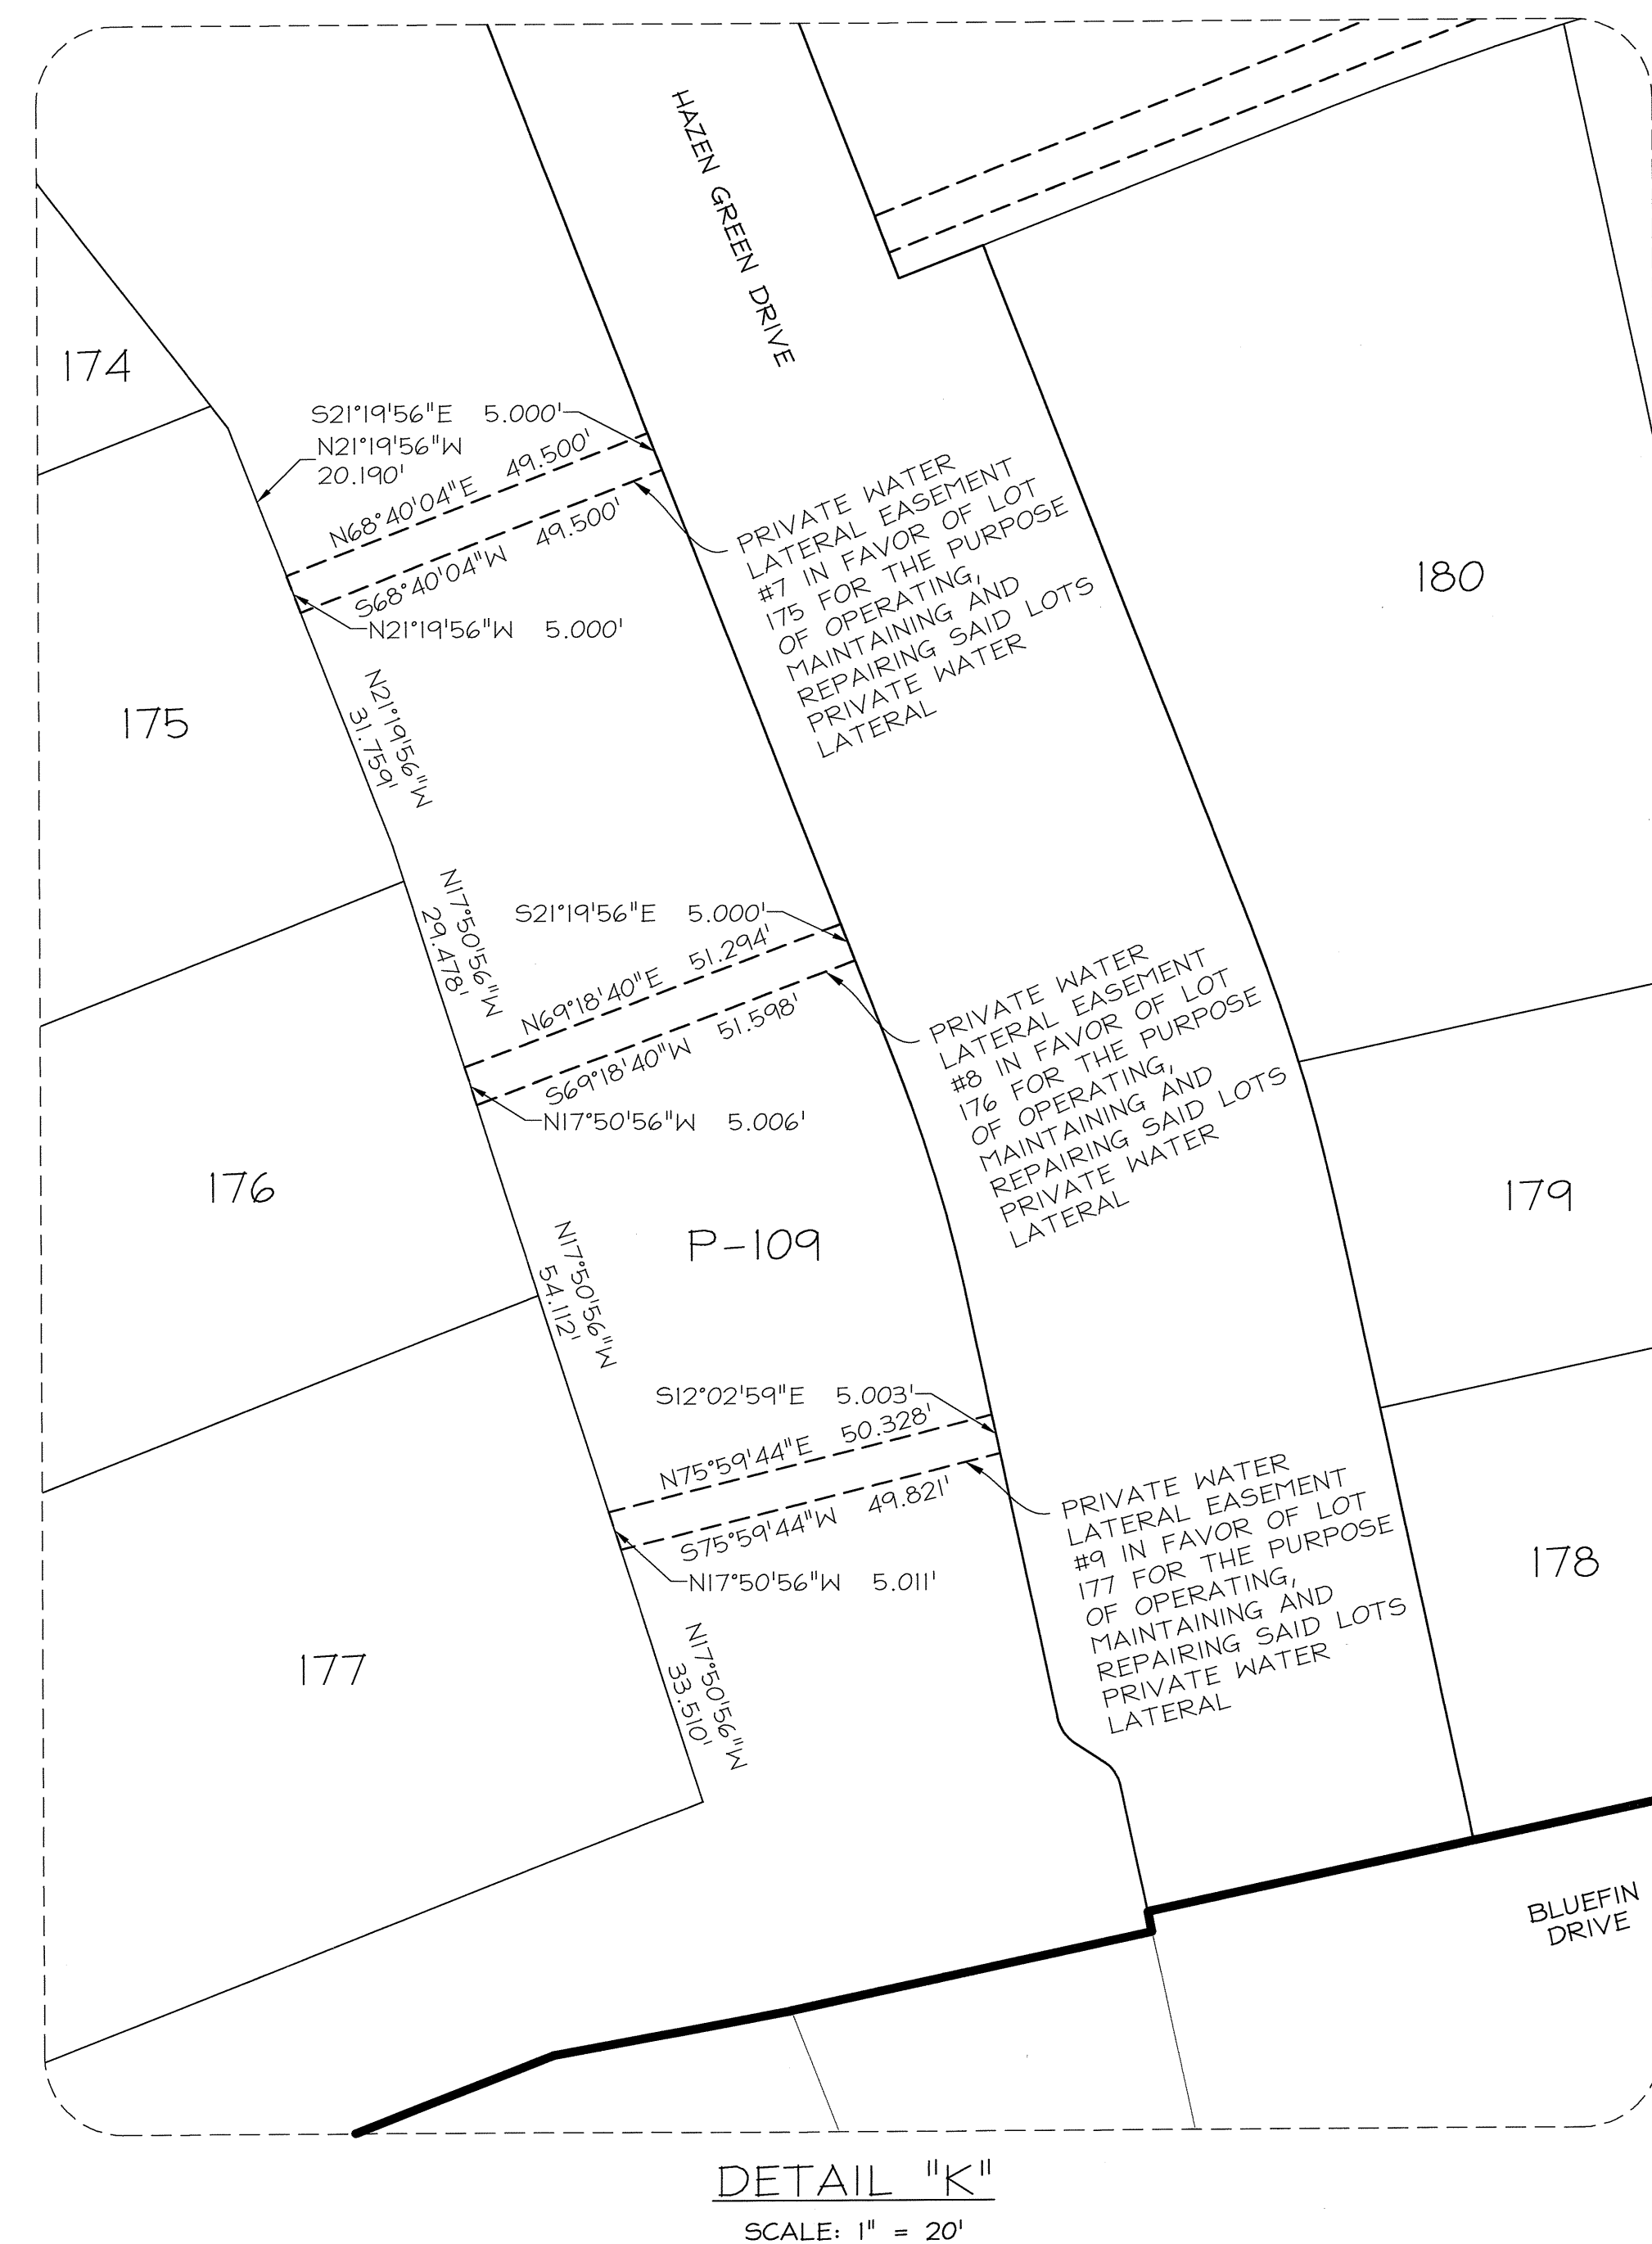 HAZEN GREEN DRIVE
174
S21°19'56"E 5.000'
N21°19'56"W
20.190'
N68°40'04"E 49.500'
S68°40'04"W 49.500'
N21°19'56"W 5.000'
PRIVATE WATER
LATERAL EASEMENT
#7 IN FAVOR OF LOT
175 FOR THE PURPOSE
OF OPERATING,
MAINTAINING AND
REPAIRING SAID LOTS
PRIVATE WATER
LATERAL
180
175
N21°19'56"W
31.759'
N17°50'56"W
29.478'
S21°19'56"E 5.000'
N69°18'40"E 51.294'
S69°18'40"W 51.598'
N17°50'56"W 5.006'
PRIVATE WATER
LATERAL EASEMENT
#8 IN FAVOR OF LOT
176 FOR THE PURPOSE
OF OPERATING,
MAINTAINING AND
REPAIRING SAID LOTS
PRIVATE WATER
LATERAL
176
179
P-109
N17°50'56"W
54.112'
S12°02'59"E 5.003'
N75°59'44"E 50.328'
S75°59'44"W 49.821'
N17°50'56"W 5.011'
PRIVATE WATER
LATERAL EASEMENT
#9 IN FAVOR OF LOT
177 FOR THE PURPOSE
OF OPERATING,
MAINTAINING AND
REPAIRING SAID LOTS
PRIVATE WATER
LATERAL
178
177
N17°50'56"W
33.510'
BLUEFIN
DRIVE
DETAIL "K"
SCALE: 1" = 20'